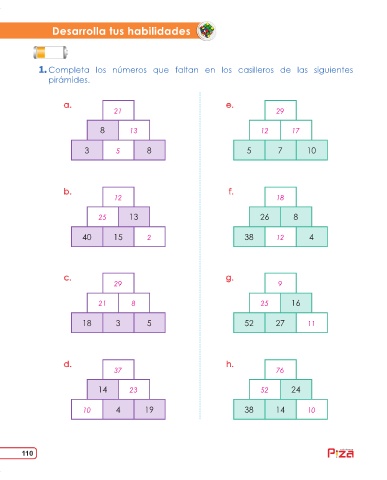 Desarrolla tus habilidades
1. Completa los números que faltan en los casilleros de las siguientes
pirámides.
a.
21
8 13
3 5 8
b.
12
25 13
40 15 2
c.
29
21 8
18 3 5
d.
37
14 23
10 4 19
e.
29
12 17
5 7 10
f.
18
26 8
38 12 4
g.
9
25 16
52 27 11
h.
76
52 24
38 14 10
110
Piza